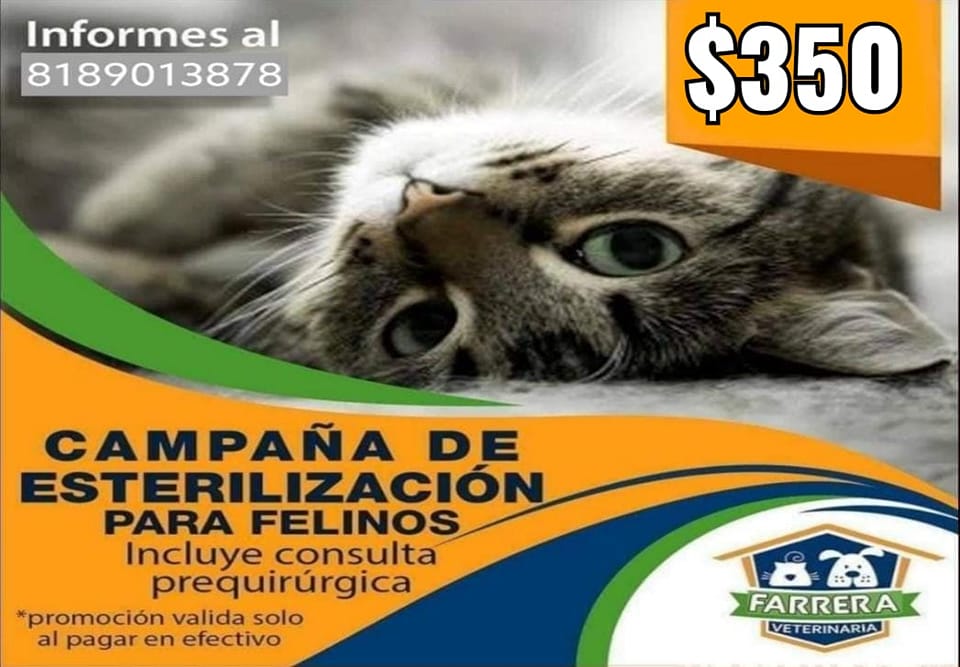 Informes al
8189013878
$350
CAMPAÑA DE
ESTERILIZACIÓN
PARA FELINOS
Incluye consulta
prequirúrgica
*promoción valida solo
al pagar en efectivo
FARRERA
VETERINARIA